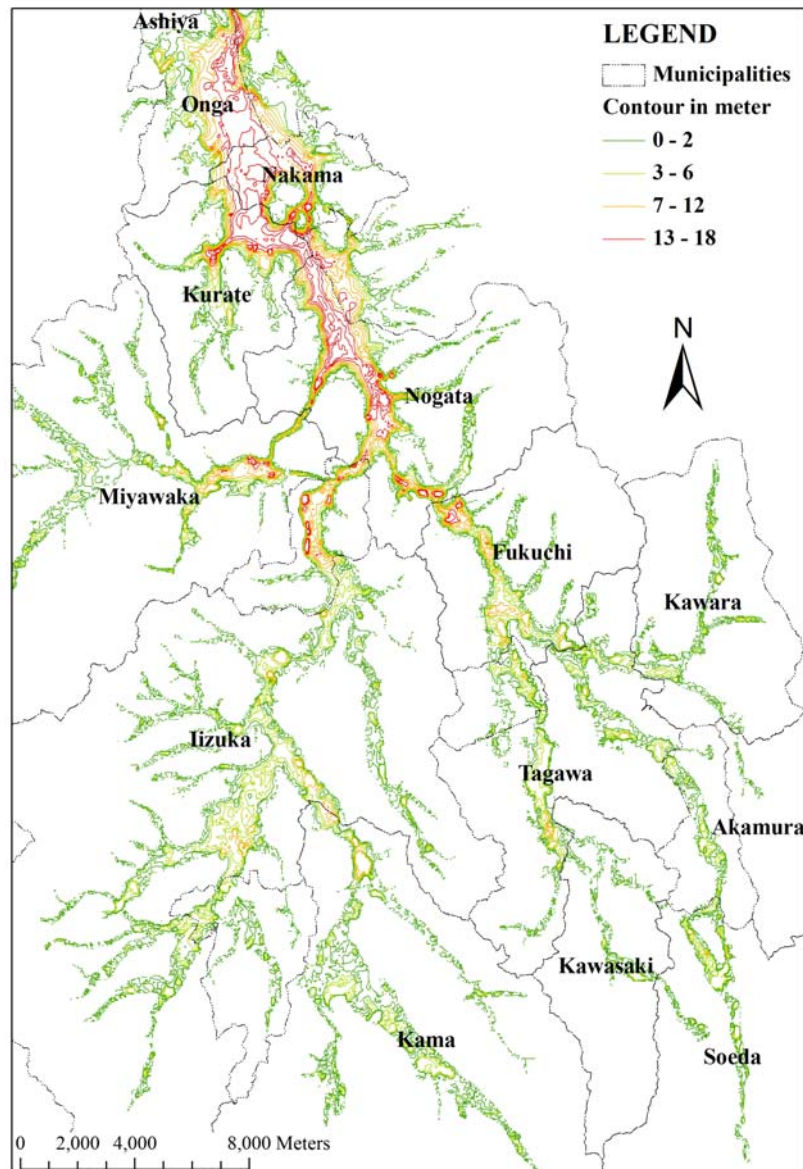 Ashiya
LEGEND
Municipalities
Contour in meter
0 - 2
3 - 6
7 - 12
13 - 18
Onga
Nakama
Kurate
N
Nogata
Miyawaka
Fukuchi
Kawara
Iizuka
Tagawa
Akamura
Kawasaki
Kama
Soeda
0 2,000 4,000 8,000 Meters